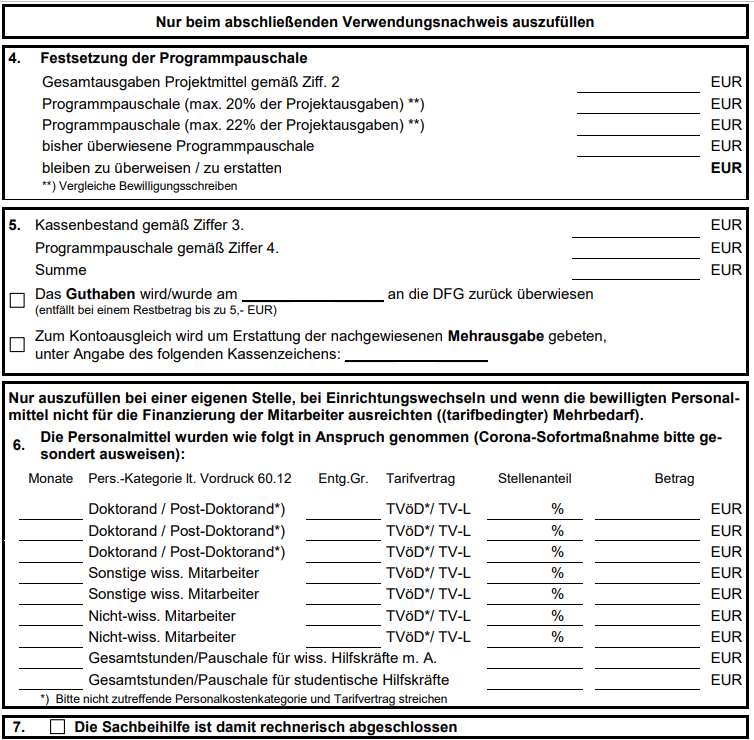 Nur beim abschließenden Verwendungsnachweis auszufüllen
4. Festsetzung der Programmpauschale
Gesamtausgaben Projektmittel gemäß Ziff. 2 EUR
Programmpauschale (max. 20% der Projektausgaben) **) EUR
Programmpauschale (max. 22% der Projektausgaben) **) EUR
bisher überwiesene Programmpauschale EUR
bleiben zu überweisen / zu erstatten EUR
**) Vergleiche Bewilligungsschreiben
5. Kassenbestand gemäß Ziffer 3. EUR
Programmpauschale gemäß Ziffer 4. EUR
Summe EUR
Das Guthaben wird/wurde am an die DFG zurück überwiesen
(entfällt bei einem Restbetrag bis zu 5,- EUR)
Zum Kontoausgleich wird um Erstattung der nachgewiesenen Mehrausgabe gebeten,
unter Angabe des folgenden Kassenzeichens:
Nur auszufüllen bei einer eigenen Stelle, bei Einrichtungswechseln und wenn die bewilligten Personal-
mittel nicht für die Finanzierung der Mitarbeiter ausreichten ((tarifbedingter) Mehrbedarf).
6. Die Personalmittel wurden wie folgt in Anspruch genommen (Corona-Sofortmaßnahme bitte ge-
sondert ausweisen):
Monate Pers.-Kategorie lt. Vordruck 60.12 Entg.Gr. Tarifvertrag Stellenanteil Betrag
Doktorand / Post-Doktorand*) TVöD*/ TV-L % EUR
Doktorand / Post-Doktorand*) TVöD*/ TV-L % EUR
Doktorand / Post-Doktorand*) TVöD*/ TV-L % EUR
Sonstige wiss. Mitarbeiter TVöD*/ TV-L % EUR
Sonstige wiss. Mitarbeiter TVöD*/ TV-L % EUR
Nicht-wiss. Mitarbeiter TVöD*/ TV-L % EUR
Nicht-wiss. Mitarbeiter TVöD*/ TV-L % EUR
Gesamtstunden/Pauschale für wiss. Hilfskräfte m. A. EUR
Gesamtstunden/Pauschale für studentische Hilfskräfte EUR
*) Bitte nicht zutreffende Personalkostenkategorie und Tarifvertrag streichen
7. Die Sachbeihilfe ist damit rechnerisch abgeschlossen